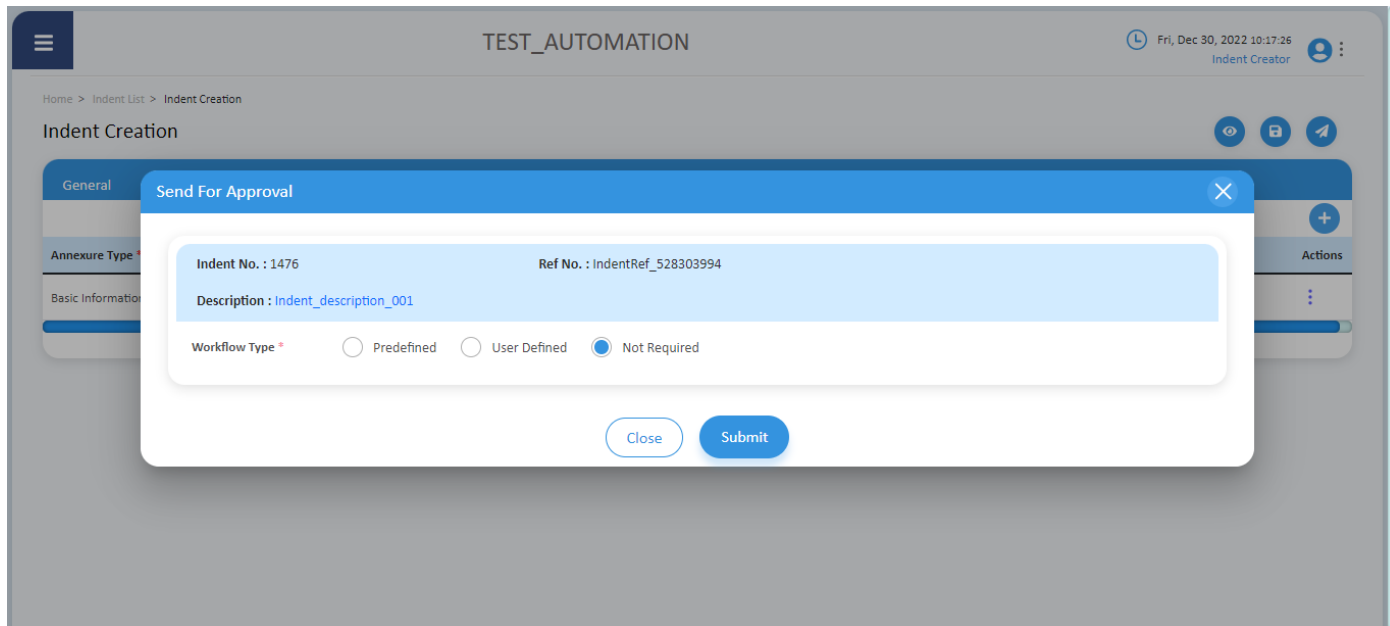 TEST_AUTOMATION
Fri, Dec 30, 2022 10:17:26
Indent Creator
Home > Indent List > Indent Creation
Indent Creation
General
Send For Approval
Annexure Type *
Actions
Indent No. : 1476 Ref No. : IndentRef_528303994
Basic Information
Description : Indent_description_001
Workflow Type * Predefined User Defined Not Required
Close Submit